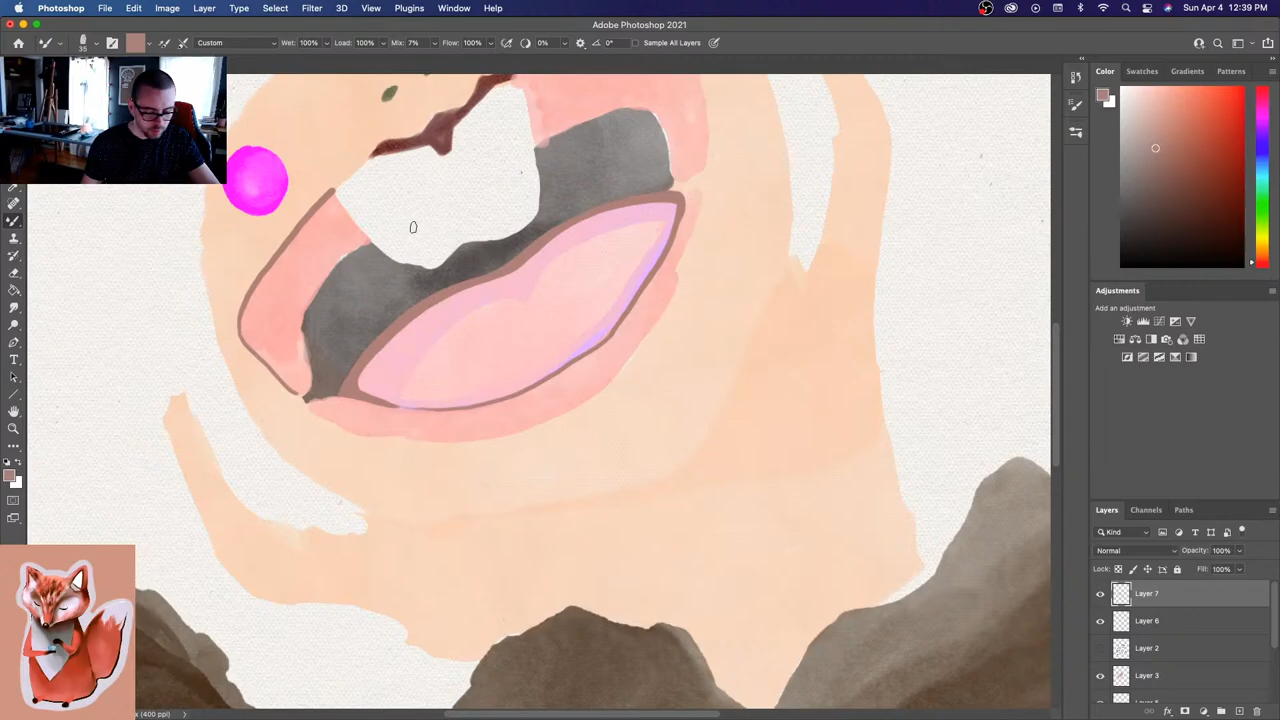 Photoshop File Edit Image Layer Type Select Filter 3D View Plugins Window Help Sun Apr 4 12:39 PM
Adobe Photoshop 2021
35 Custom Wet: 100% Load: 100% Mix: 7% Flow: 100% 0% 0° Sample All Layers
Color Swatches Gradients Patterns
Adjustments
Add an adjustment
Layers Channels Paths
Kind
Normal Opacity: 100%
Lock: Fill: 100%
Layer 7
Layer 6
Layer 2
Layer 3
x (400 ppi)